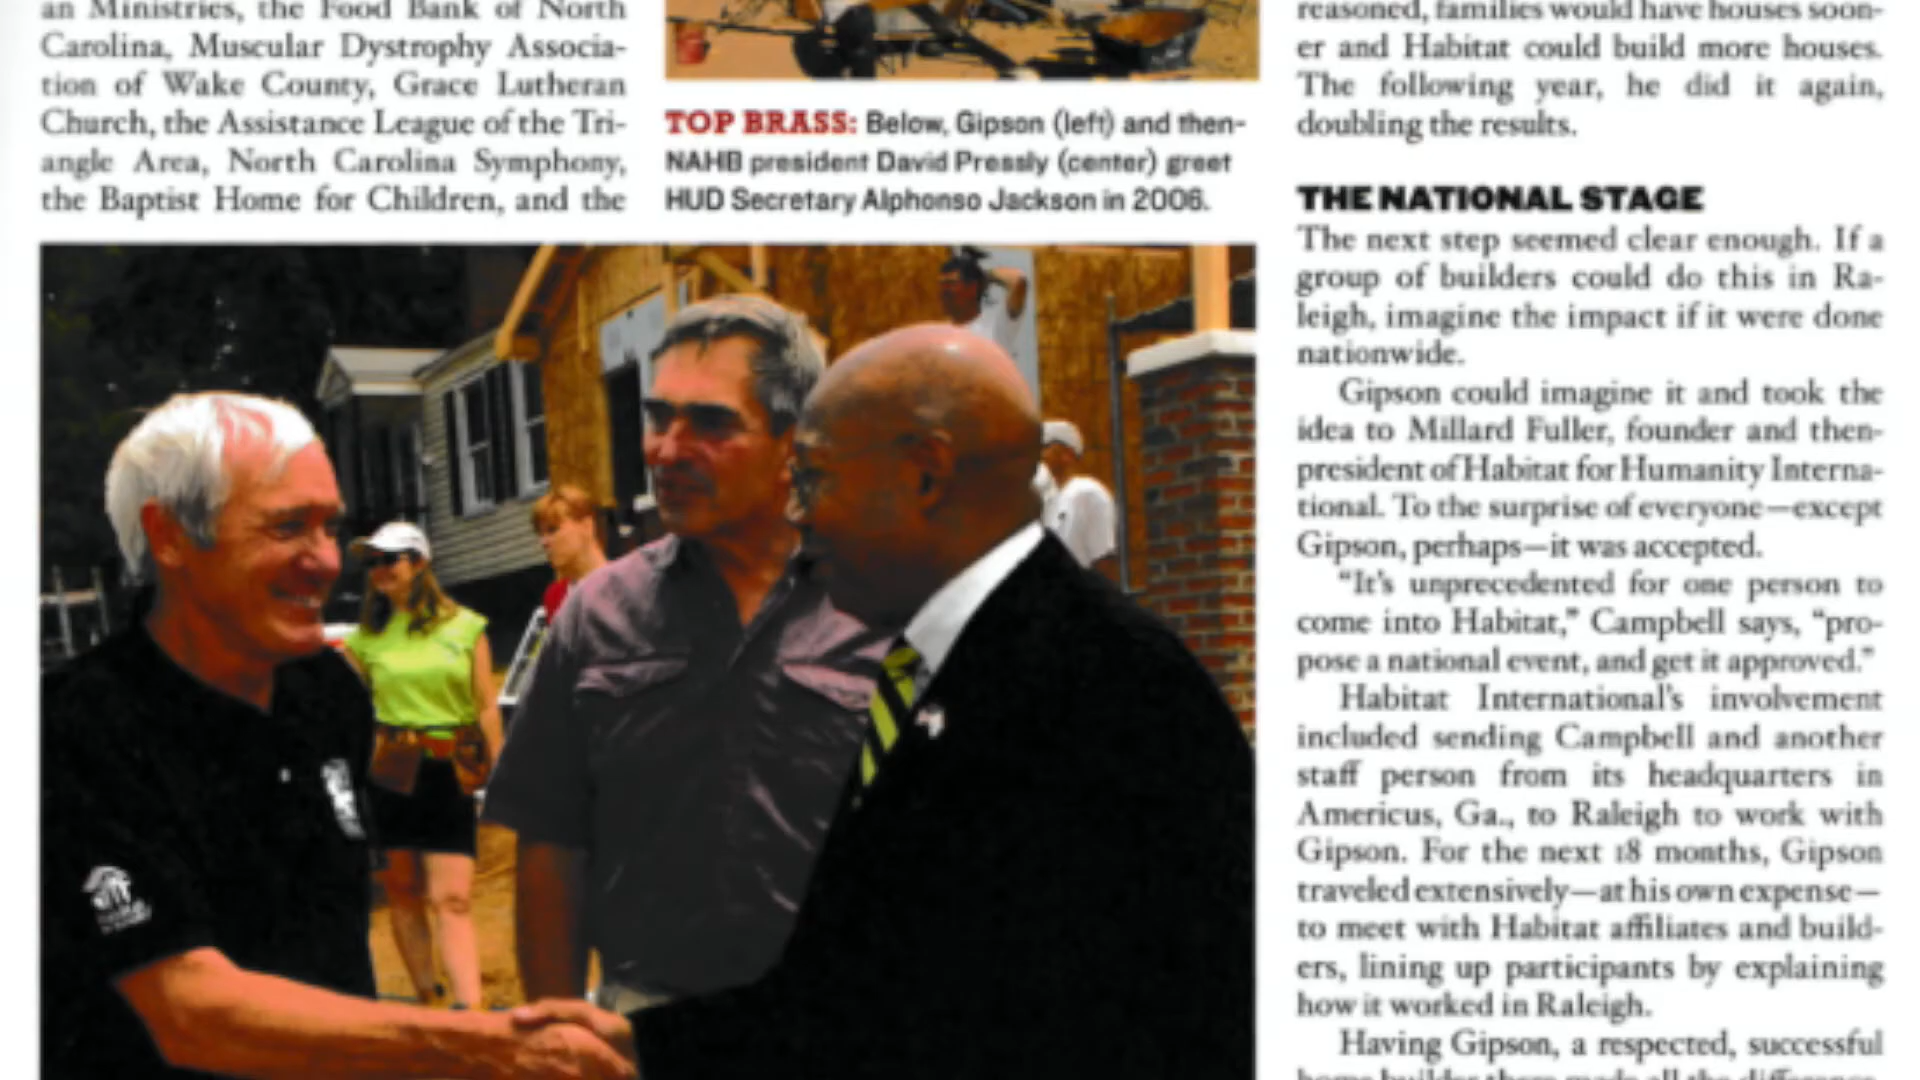 an Ministries, the Food Bank of North
Carolina, Muscular Dystrophy Associa-
tion of Wake County, Grace Lutheran
Church, the Assistance League of the Tri-
angle Area, North Carolina Symphony,
the Baptist Home for Children, and the
TOP BRASS: Below, Gipson (left) and then-
NAHB president David Pressly (center) greet
HUD Secretary Alphonso Jackson in 2006.
reasoned, families would have houses soon-
er and Habitat could build more houses.
The following year, he did it again,
doubling the results.
THE NATIONAL STAGE
The next step seemed clear enough. If a
group of builders could do this in Ra-
leigh, imagine the impact if it were done
nationwide.
Gipson could imagine it and took the
idea to Millard Fuller, founder and then-
president of Habitat for Humanity Interna-
tional. To the surprise of everyone—except
Gipson, perhaps—it was accepted.
“It’s unprecedented for one person to
come into Habitat,” Campbell says, “pro-
pose a national event, and get it approved.”
Habitat International’s involvement
included sending Campbell and another
staff person from its headquarters in
Americus, Ga., to Raleigh to work with
Gipson. For the next 18 months, Gipson
traveled extensively—at his own expense—
to meet with Habitat affiliates and build-
ers, lining up participants by explaining
how it worked in Raleigh.
Having Gipson, a respected, successful
home builder there made all the difference